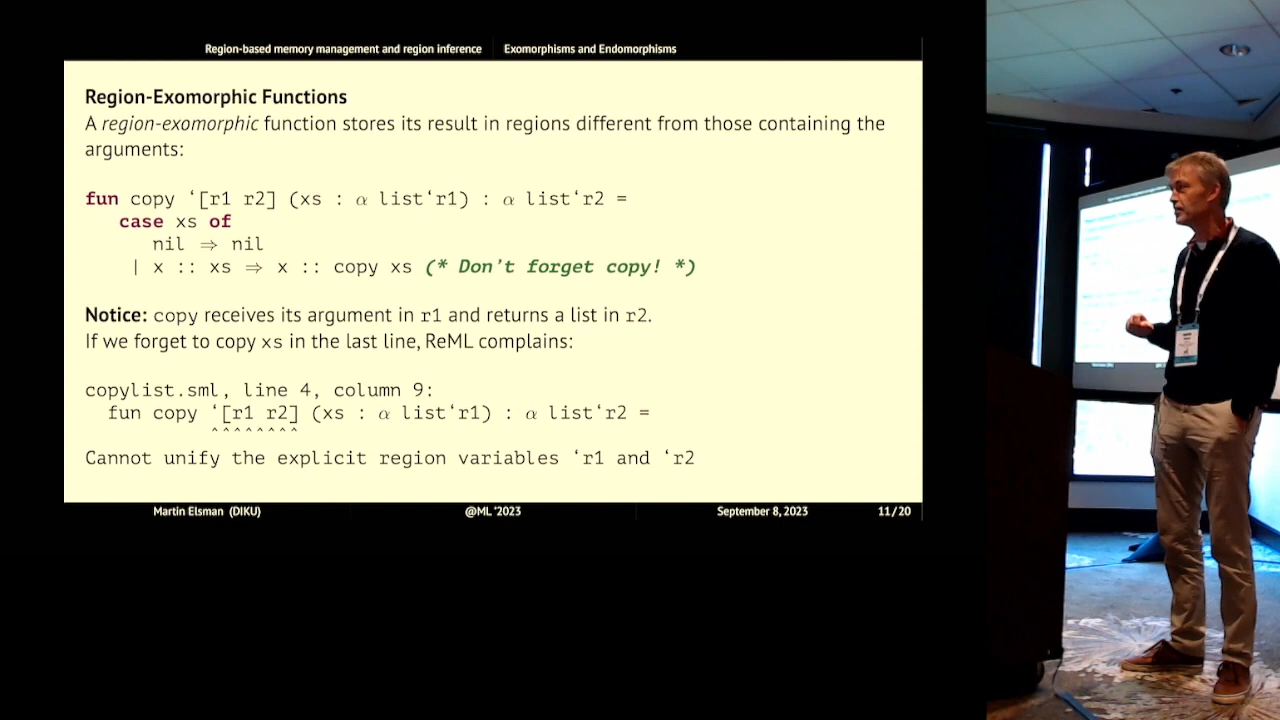 Region-based memory management and region inference Exomorphisms and Endomorphisms
Region-Exomorphic Functions
A region-exomorphic function stores its result in regions different from those containing the
arguments:
fun copy ‘[r1 r2] (xs : α list‘r1) : α list‘r2 =
case xs of
nil ⇒ nil
| x :: xs ⇒ x :: copy xs (* Don't forget copy! *)
Notice: copy receives its argument in r1 and returns a list in r2.
If we forget to copy xs in the last line, ReML complains:
copylist.sml, line 4, column 9:
fun copy ‘[r1 r2] (xs : α list‘r1) : α list‘r2 =
^^^^^^^^
Cannot unify the explicit region variables ‘r1 and ‘r2
Martin Elsman (DIKU) @ML '2023 September 8, 2023 11/20